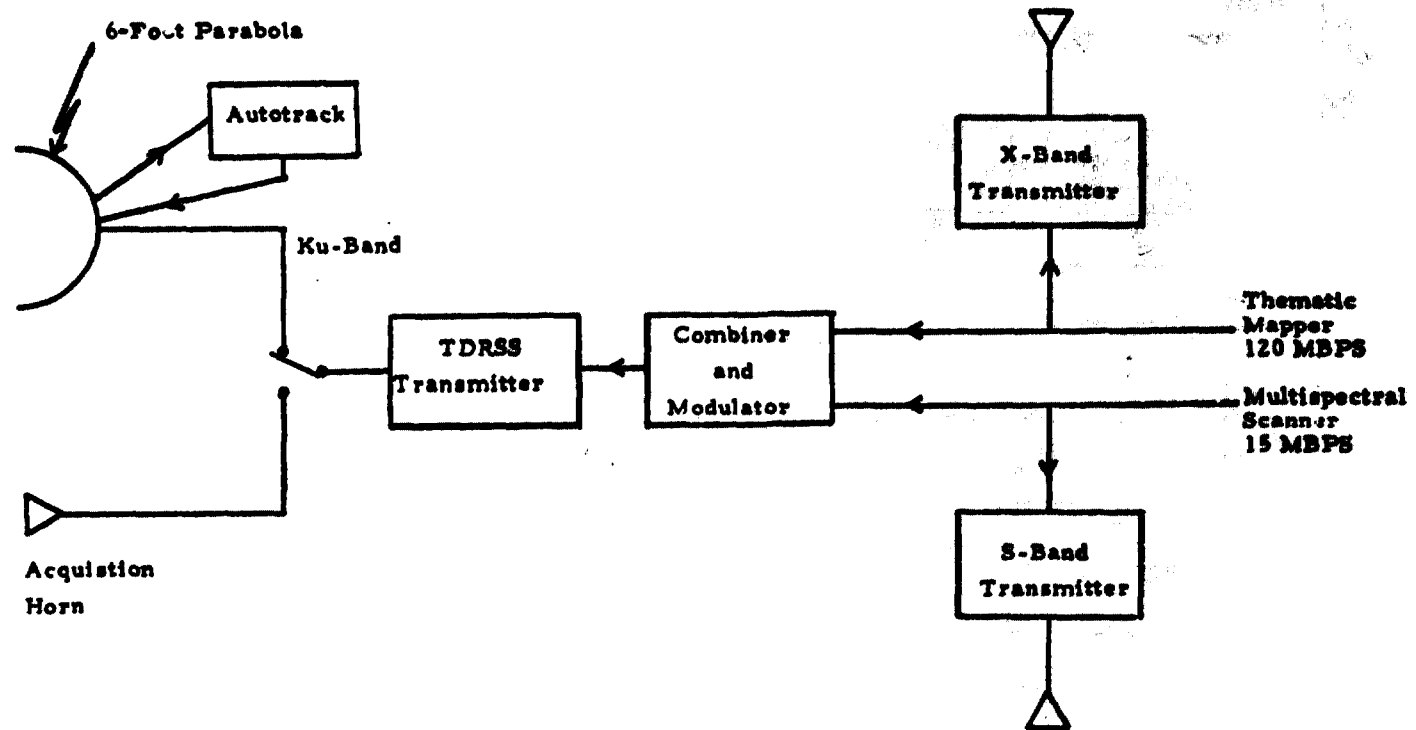 6-Foot Parabola
Autotrack
Ku-Band
X-Band
Transmitter
Thematic
Mapper
120 MBPS
TDRSS
Transmitter
Combiner
and
Modulator
Multispectral
Scanner
15 MBPS
S-Band
Transmitter
Acquistion
Horn